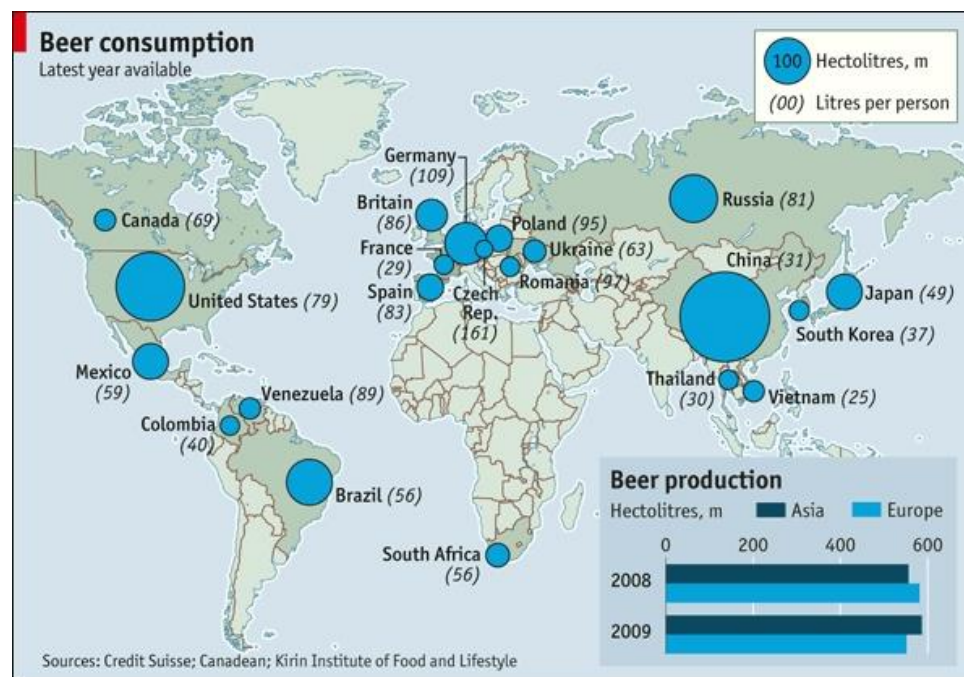 Beer consumption
Latest year available
100 Hectolitres, m
(00) Litres per person
Germany
(109)
Britain
(86)
France
(29)
Spain
(83)
Czech
Rep.
(161)
Poland (95)
Ukraine (63)
Romania (97)
Russia (81)
China (31)
Japan (49)
South Korea (37)
Thailand
(30)
Vietnam (25)
Canada (69)
United States (79)
Mexico
(59)
Venezuela (89)
Colombia
(40)
Brazil (56)
South Africa
(56)
Beer production
Hectolitres, m Asia Europe
0 200 400 600
2008
2009
Sources: Credit Suisse; Canadean; Kirin Institute of Food and Lifestyle